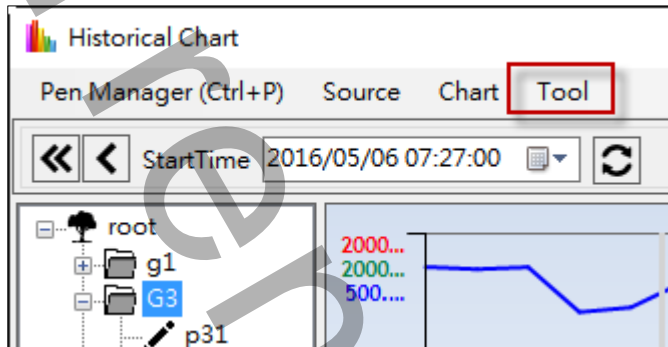 Historical Chart
Pen Manager (Ctrl+P) Source Chart Tool
StartTime 2016/05/06 07:27:00
root
g1
G3
p31
2000...
2000...
500....